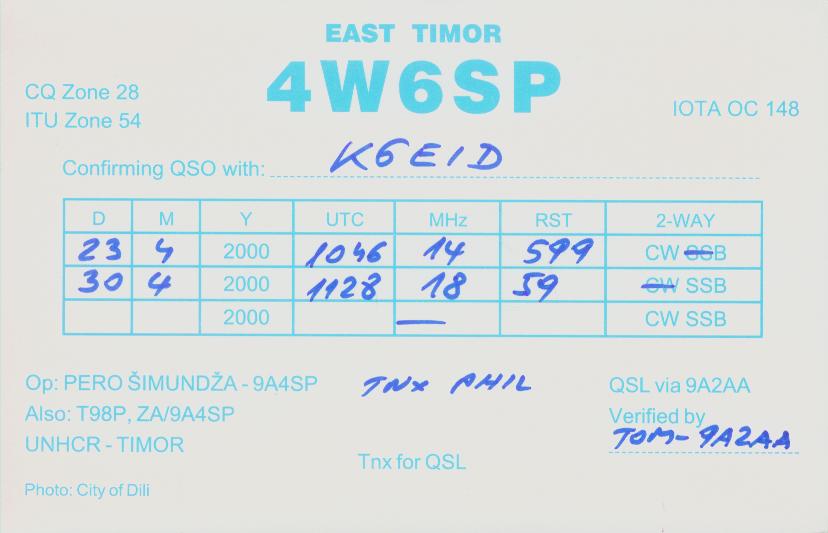 EAST TIMOR
4W6SP
CQ Zone 28
ITU Zone 54
IOTA OC 148
Confirming QSO with: K6EID
D M Y UTC MHz RST 2-WAY
23 4 2000 1046 14 599 CW SSB
30 4 2000 1128 18 59 CW SSB
2000 — CW SSB
Op: PERO ŠIMUNDŽA - 9A4SP TNX PHIL QSL via 9A2AA
Also: T98P, ZA/9A4SP Verified by
UNHCR - TIMOR TOM- 9A2AA
Tnx for QSL
Photo: City of Dili